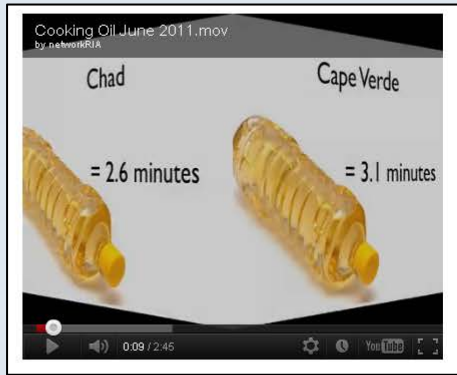 Cooking Oil June 2011.mov
by networkRIA
Chad
Cape Verde
= 2.6 minutes
= 3.1 minutes
0:09 / 2:45
YouTube